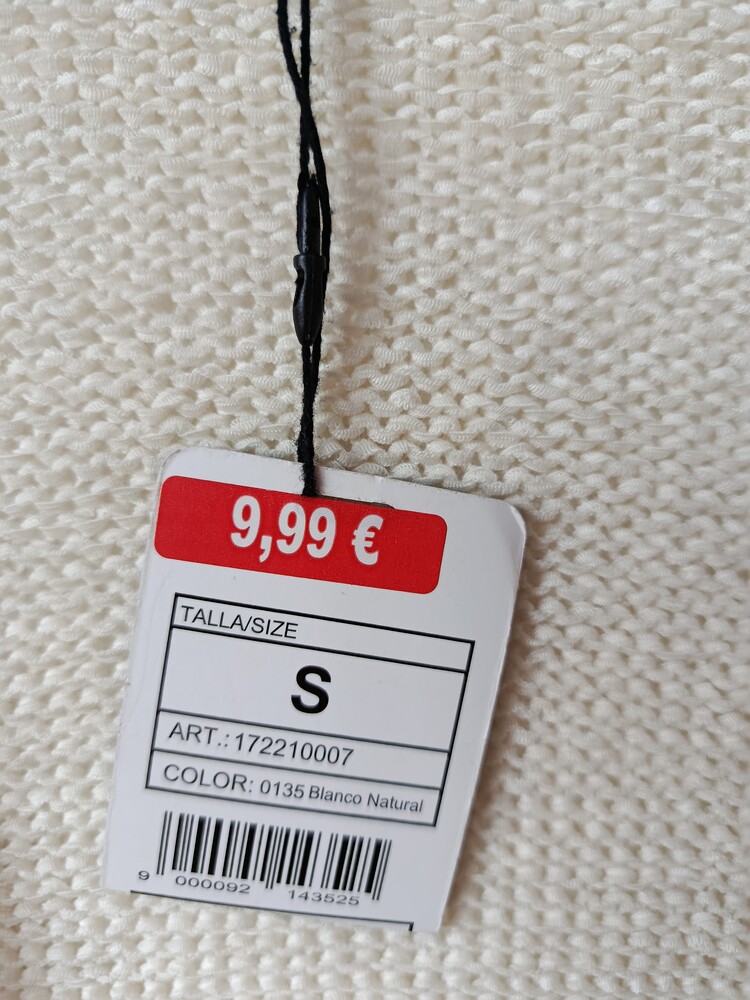 9,99 €
TALLA/SIZE
S
ART.: 172210007
COLOR: 0135 Blanco Natural
9 000092 143525